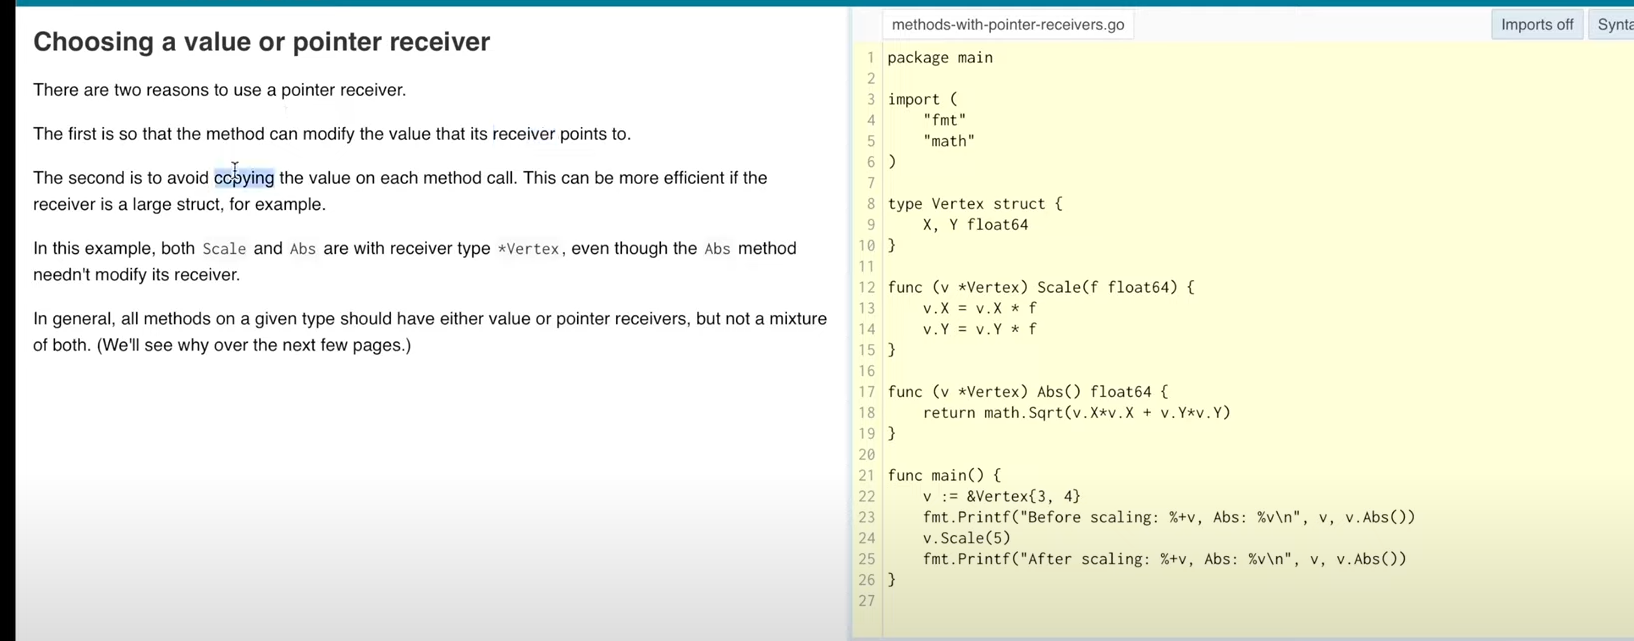 Choosing a value or pointer receiver
There are two reasons to use a pointer receiver.
The first is so that the method can modify the value that its receiver points to.
The second is to avoid copying the value on each method call. This can be more efficient if the
receiver is a large struct, for example.
In this example, both Scale and Abs are with receiver type *Vertex, even though the Abs method
needn't modify its receiver.
In general, all methods on a given type should have either value or pointer receivers, but not a mixture
of both. (We'll see why over the next few pages.)
methods-with-pointer-receivers.go
Imports off
Synta
1 package main
2
3 import (
4 "fmt"
5 "math"
6 )
7
8 type Vertex struct {
9 X, Y float64
10 }
11
12 func (v *Vertex) Scale(f float64) {
13 v.X = v.X * f
14 v.Y = v.Y * f
15 }
16
17 func (v *Vertex) Abs() float64 {
18 return math.Sqrt(v.X*v.X + v.Y*v.Y)
19 }
20
21 func main() {
22 v := &Vertex{3, 4}
23 fmt.Printf("Before scaling: %+v, Abs: %v\n", v, v.Abs())
24 v.Scale(5)
25 fmt.Printf("After scaling: %+v, Abs: %v\n", v, v.Abs())
26 }
27